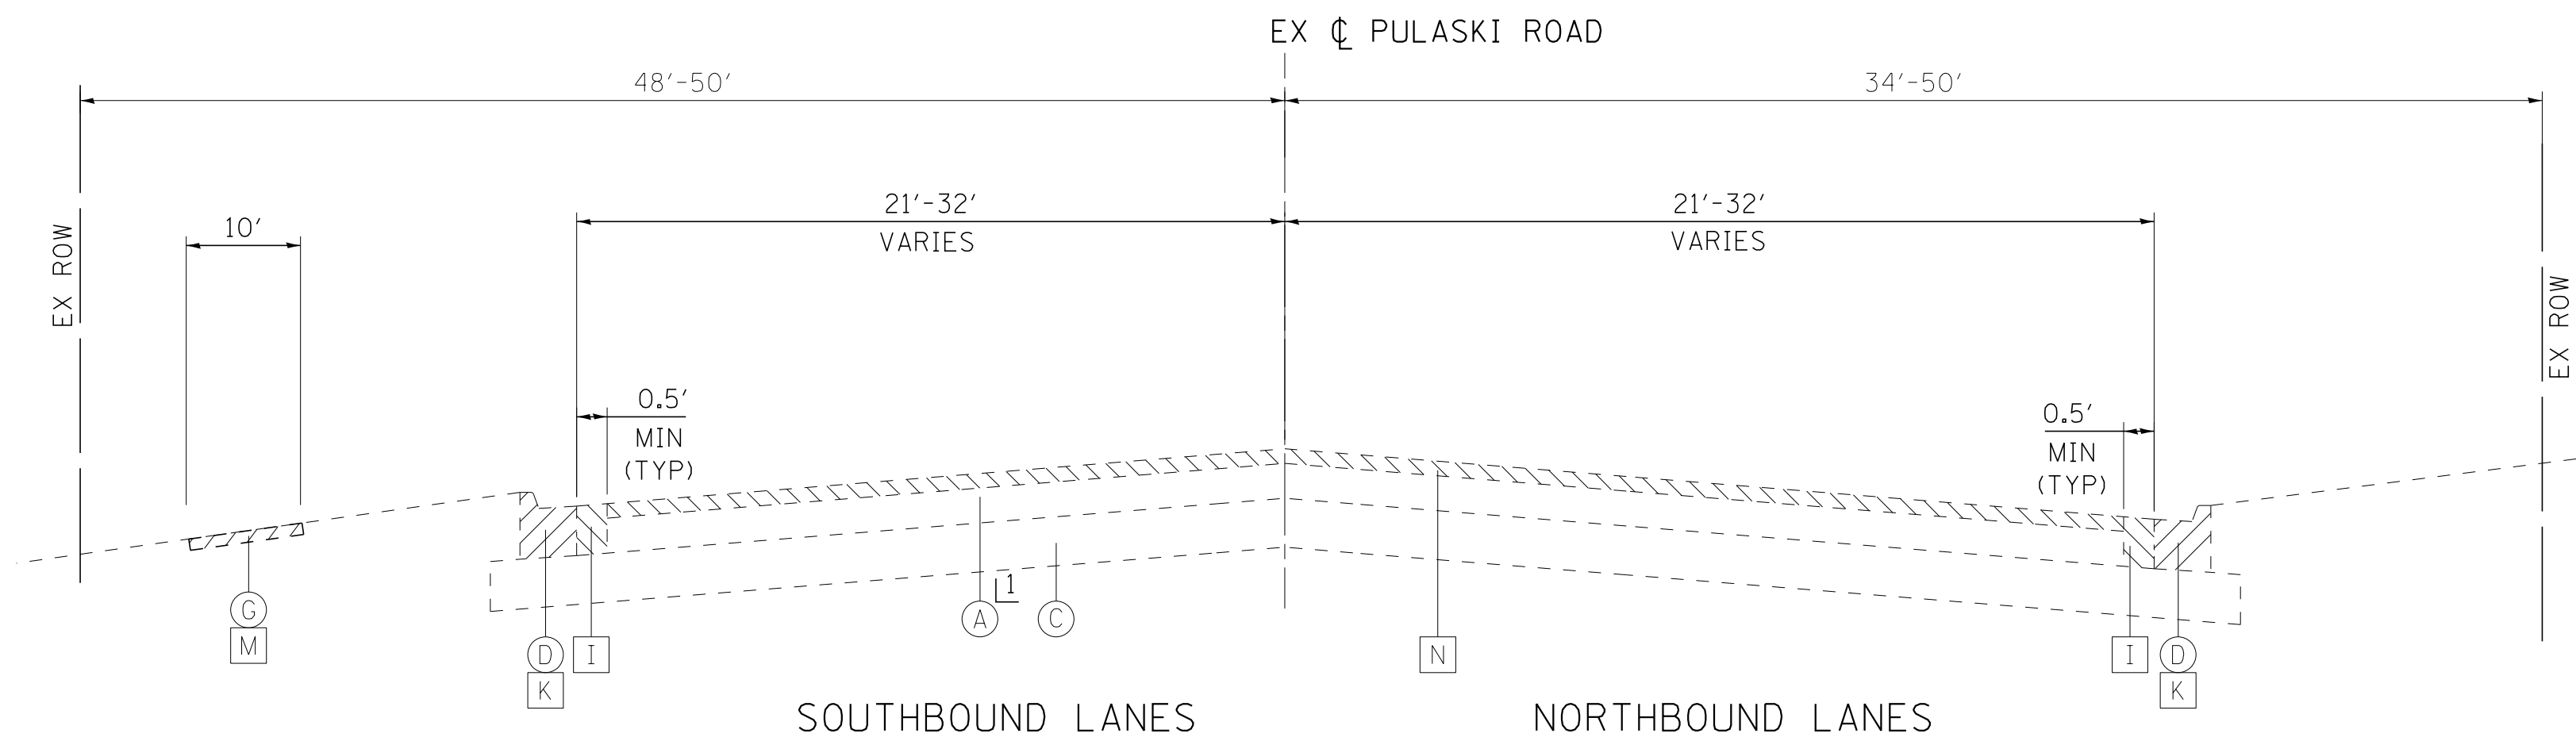 EX ℄ PULASKI ROAD
48'-50'
34'-50'
21'-32'
VARIES
21'-32'
VARIES
10'
EX ROW
EX ROW
0.5'
MIN
(TYP)
0.5'
MIN
(TYP)
1
G
M
D
K
I
A
C
N
I
D
K
SOUTHBOUND LANES
NORTHBOUND LANES